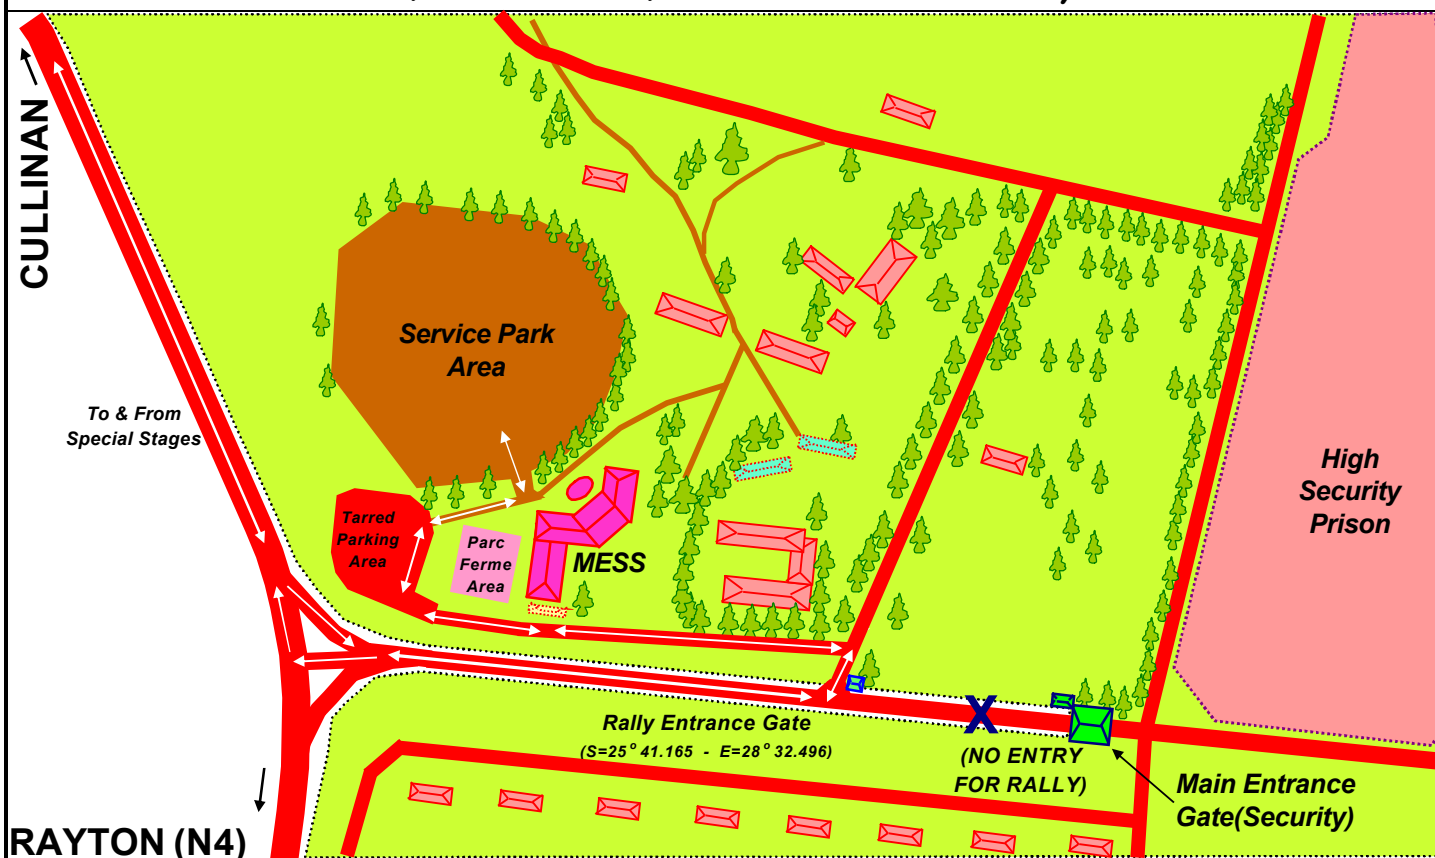 CULLINAN
Service Park
Area
To & From
Special Stages
Tarred
Parking
Area
Parc
Ferme
Area
MESS
High
Security
Prison
Rally Entrance Gate
(S=25° 41.165 - E=28° 32.496)
X
(NO ENTRY
FOR RALLY)
Main Entrance
Gate(Security)
RAYTON (N4)